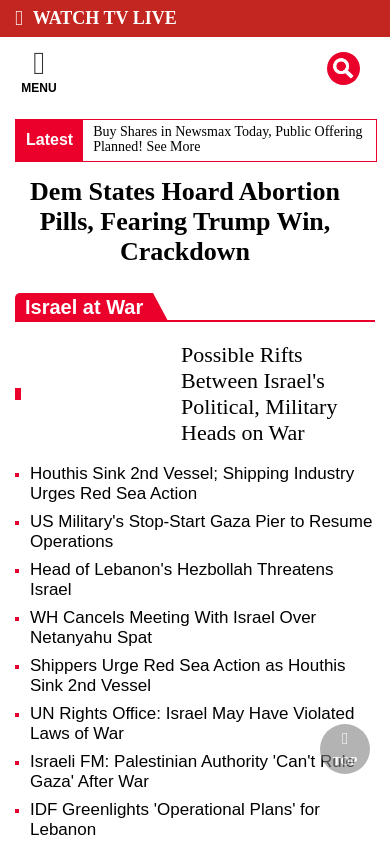 WATCH TV LIVE
MENU
Latest
Buy Shares in Newsmax Today, Public Offering
Planned! See More
Dem States Hoard Abortion
Pills, Fearing Trump Win,
Crackdown
Israel at War
Possible Rifts
Between Israel's
Political, Military
Heads on War
Houthis Sink 2nd Vessel; Shipping Industry
Urges Red Sea Action
US Military's Stop-Start Gaza Pier to Resume
Operations
Head of Lebanon's Hezbollah Threatens
Israel
WH Cancels Meeting With Israel Over
Netanyahu Spat
Shippers Urge Red Sea Action as Houthis
Sink 2nd Vessel
UN Rights Office: Israel May Have Violated
Laws of War
Israeli FM: Palestinian Authority 'Can't Rule
Gaza' After War
IDF Greenlights 'Operational Plans' for
Lebanon